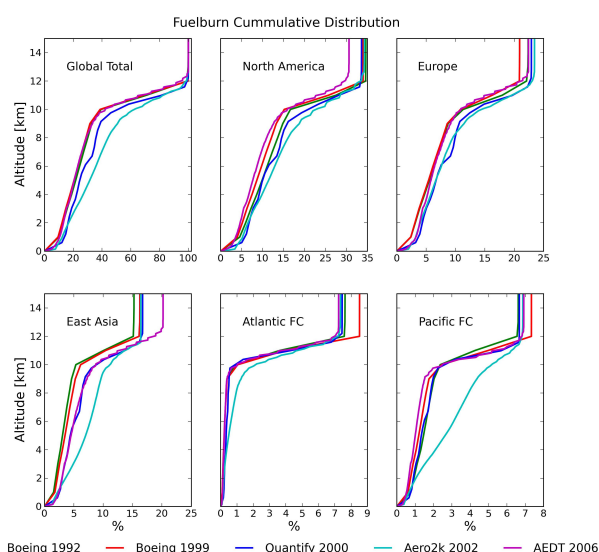 Fuelburn Cummulative Distribution
Global Total
North America
Europe
Altitude [km]
14
12
10
8
6
4
2
0
0 20 40 60 80 100
0 5 10 15 20 25 30 35
0 5 10 15 20 25
East Asia
Atlantic FC
Pacific FC
Altitude [km]
14
12
10
8
6
4
2
0
0 5 10 15 20 25
0 1 2 3 4 5 6 7 8 9
0 1 2 3 4 5 6 7 8
% % %
Boeing 1992 Boeing 1999 Quantify 2000 Aero2k 2002 AEDT 2006